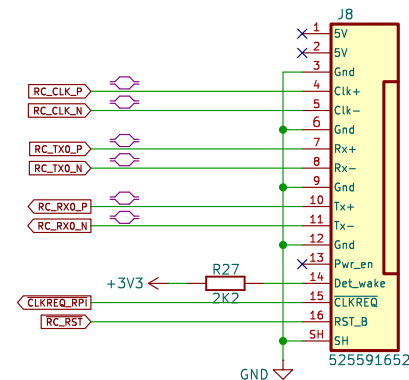 J8
1 5V
2 5V
3 Gnd
RC_CLK_P 4 Clk+
RC_CLK_N 5 Clk-
6 Gnd
RC_TX0_P 7 Rx+
RC_TX0_N 8 Rx-
9 Gnd
RC_RX0_P 10 Tx+
RC_RX0_N 11 Tx-
12 Gnd
13 Pwr_en
+3V3 R27 14 Det_wake
2K2
CLKREQ_RPI 15 CLKREQ
RC_RST 16 RST_B
SH SH
525591652
GND